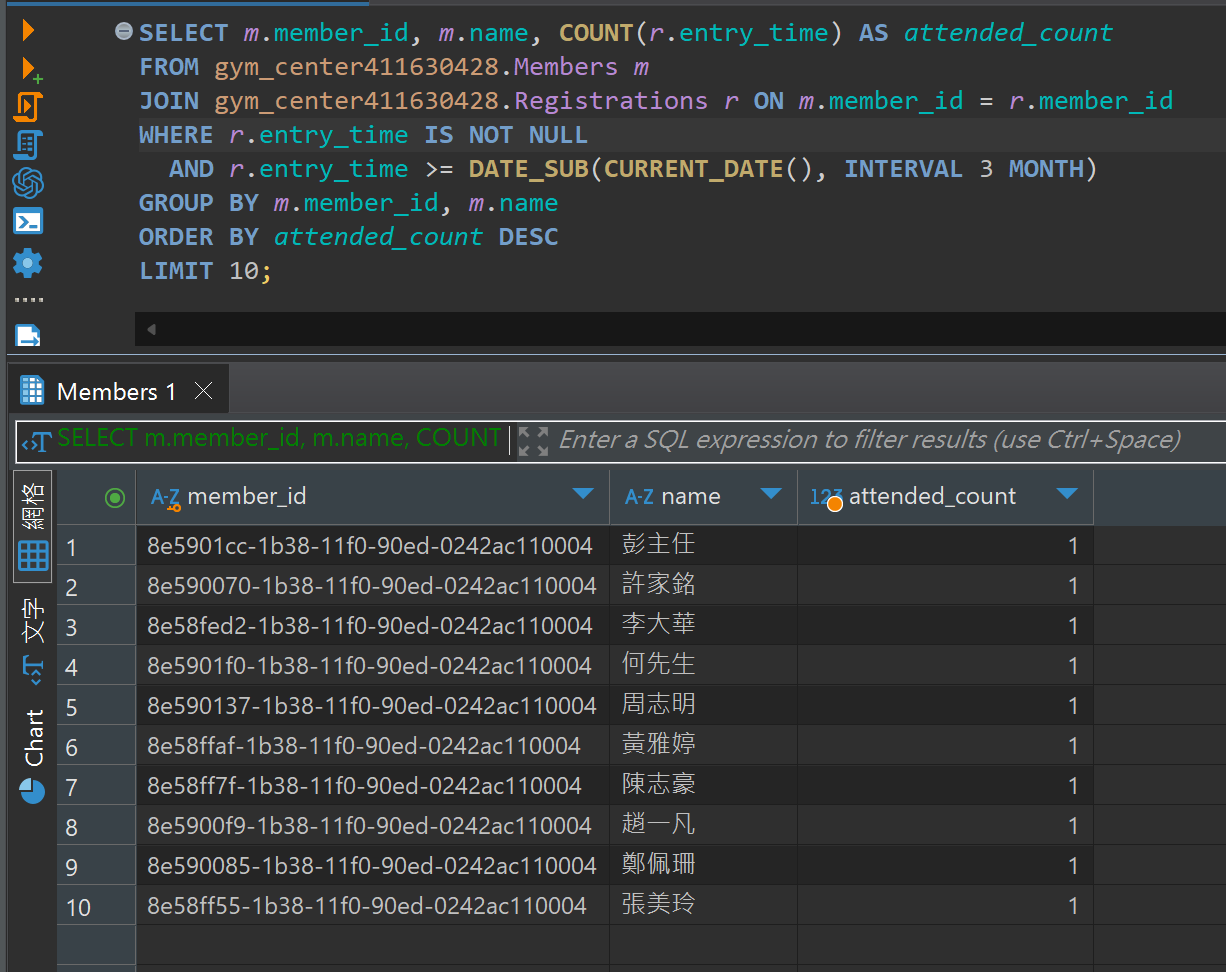 SELECT m.member_id, m.name, COUNT(r.entry_time) AS attended_count
FROM gym_center411630428.Members m
JOIN gym_center411630428.Registrations r ON m.member_id = r.member_id
WHERE r.entry_time IS NOT NULL
AND r.entry_time >= DATE_SUB(CURRENT_DATE(), INTERVAL 3 MONTH)
GROUP BY m.member_id, m.name
ORDER BY attended_count DESC
LIMIT 10;
Members 1
SELECT m.member_id, m.name, COUNT Enter a SQL expression to filter results (use Ctrl+Space)
網格
文字
Chart
A-Z member_id A-Z name 123 attended_count
1 8e5901cc-1b38-11f0-90ed-0242ac110004 彭主任 1
2 8e590070-1b38-11f0-90ed-0242ac110004 許家銘 1
3 8e58fed2-1b38-11f0-90ed-0242ac110004 李大華 1
4 8e5901f0-1b38-11f0-90ed-0242ac110004 何先生 1
5 8e590137-1b38-11f0-90ed-0242ac110004 周志明 1
6 8e58ffaf-1b38-11f0-90ed-0242ac110004 黃雅婷 1
7 8e58ff7f-1b38-11f0-90ed-0242ac110004 陳志豪 1
8 8e5900f9-1b38-11f0-90ed-0242ac110004 趙一凡 1
9 8e590085-1b38-11f0-90ed-0242ac110004 鄭佩珊 1
10 8e58ff55-1b38-11f0-90ed-0242ac110004 張美玲 1